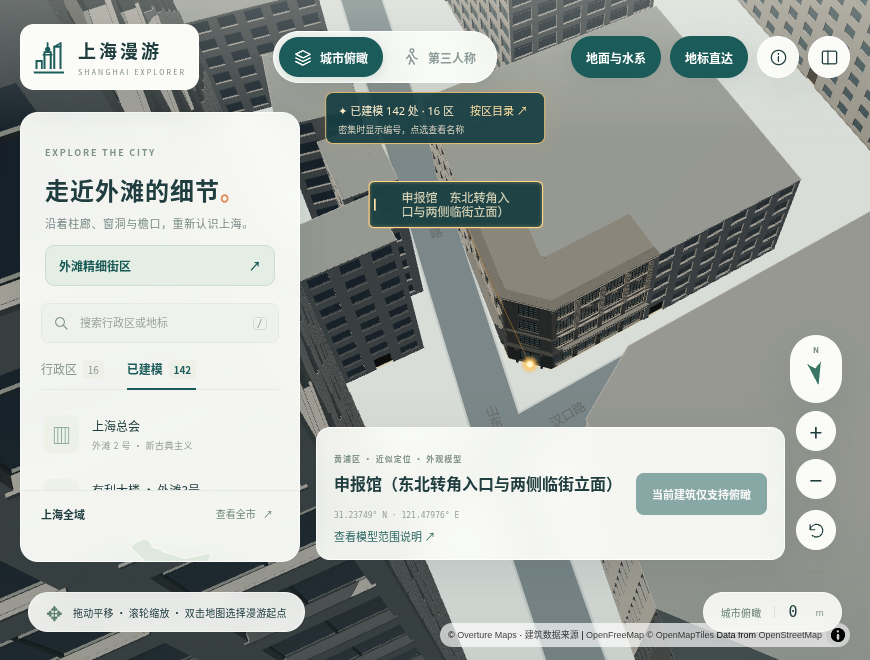 上海漫游
SHANGHAI EXPLORER
城市俯瞰
第三人称
地面与水系
地标直达
✦ 已建模 142 处 · 16 区 按区目录 ↗
密集时显示编号，点选查看名称
EXPLORE THE CITY
走近外滩的细节。
沿着柱廊、窗洞与檐口，重新认识上海。
外滩精细街区 ↗
搜索行政区或地标 /
行政区 16 已建模 142
上海总会
外滩 2 号 · 新古典主义
上海全域 查看全市 ↗
申报馆 东北转角入
口与两侧临街立面）
路
山东
汉口路
N
+
−
黄浦区 · 近似定位 · 外观模型
申报馆（东北转角入口与两侧临街立面）
31.23749° N · 121.47976° E
查看模型范围说明 ↗
当前建筑仅支持俯瞰
拖动平移 · 滚轮缩放 · 双击地图选择漫游起点
城市俯瞰 0 m
© Overture Maps · 建筑数据来源 | OpenFreeMap © OpenMapTiles Data from OpenStreetMap